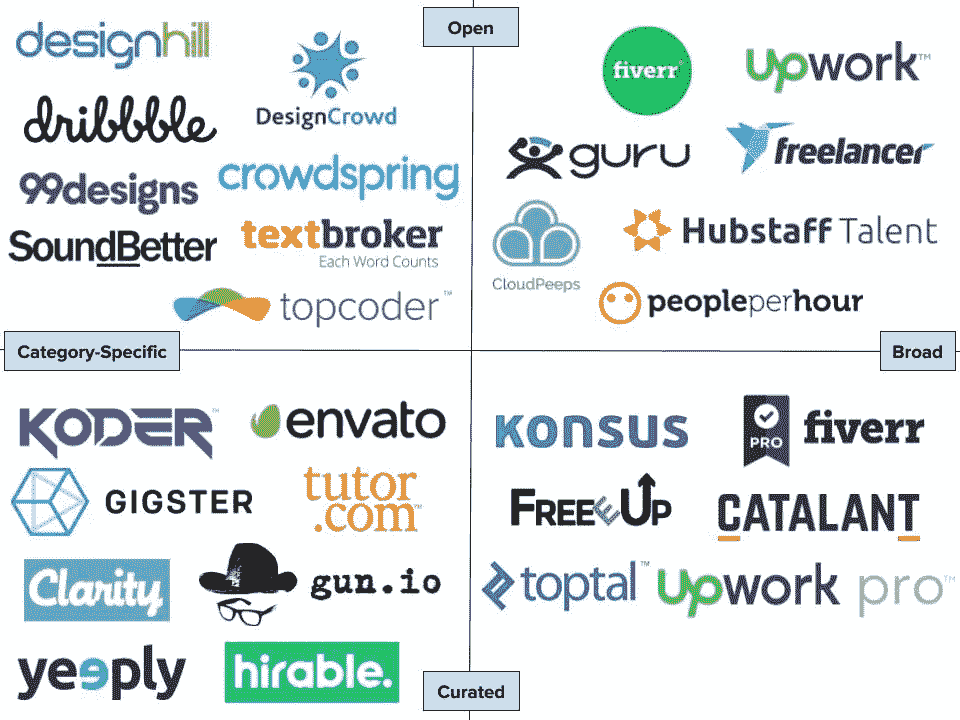 Open
designhill
DesignCrowd
dribbble
99designs
crowdspring
SoundBetter
textbroker
Each Word Counts
topcoder™
fiverr
upwork™
guru
freelancer
CloudPeeps
Hubstaff Talent
peopleperhour
Category-Specific
Broad
KODER™
envato
GIGSTER
tutor
.com™
Clarity
gun.io
yeeply
hirable.
konsus
PRO
fiverr
FREEEUP
CATALANT
toptal™
upwork pro™
Curated